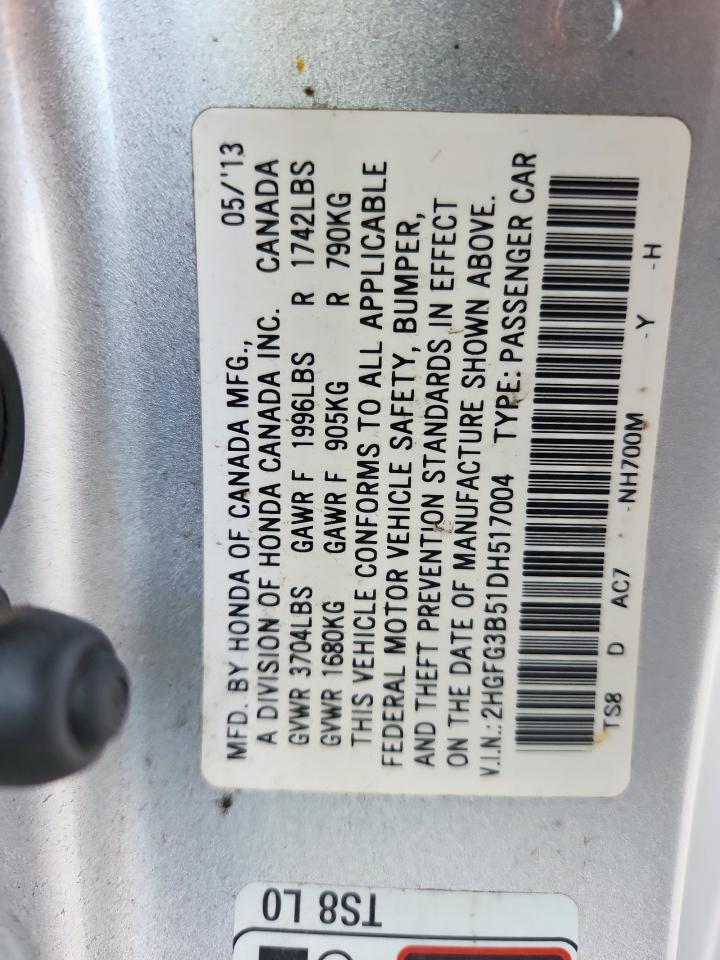 MFD. BY HONDA OF CANADA MFG., 05/'13
A DIVISION OF HONDA CANADA INC. CANADA
GVWR 3704LBS GAWR F 1996LBS R 1742LBS
GVWR 1680KG GAWR F 905KG R 790KG
THIS VEHICLE CONFORMS TO ALL APPLICABLE
FEDERAL MOTOR VEHICLE SAFETY, BUMPER,
AND THEFT PREVENTION STANDARDS IN EFFECT
ON THE DATE OF MANUFACTURE SHOWN ABOVE.
V.I.N.: 2HGFG3B51DH517004 TYPE: PASSENGER CAR
TS8 D AC7 -NH700M -Y -H
TS8 L0